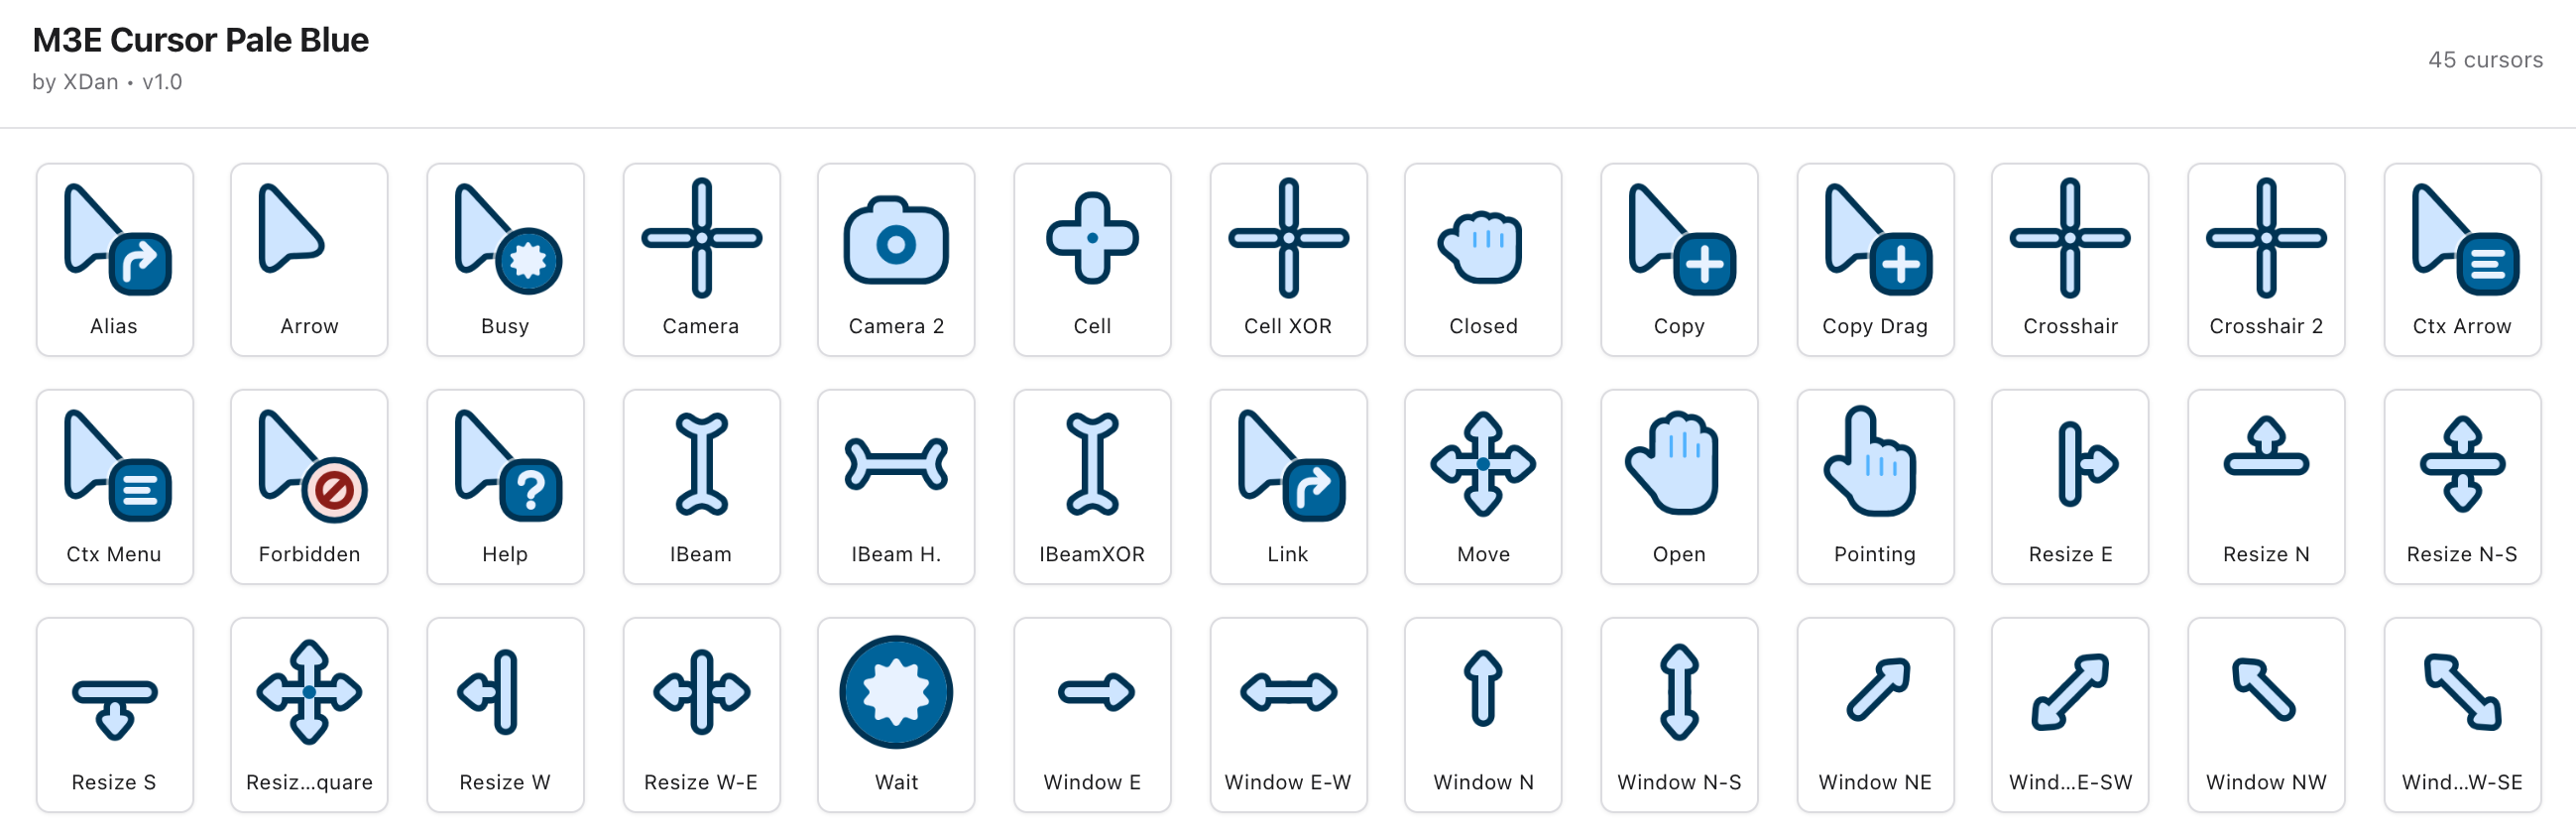 M3E Cursor Pale Blue
by XDan • v1.0
45 cursors
Alias
Arrow
Busy
Camera
Camera 2
Cell
Cell XOR
Closed
Copy
Copy Drag
Crosshair
Crosshair 2
Ctx Arrow
Ctx Menu
Forbidden
?
Help
IBeam
IBeam H.
IBeamXOR
Link
Move
Open
Pointing
Resize E
Resize N
Resize N-S
Resize S
Resiz...quare
Resize W
Resize W-E
Wait
Window E
Window E-W
Window N
Window N-S
Window NE
Wind...E-SW
Window NW
Wind...W-SE